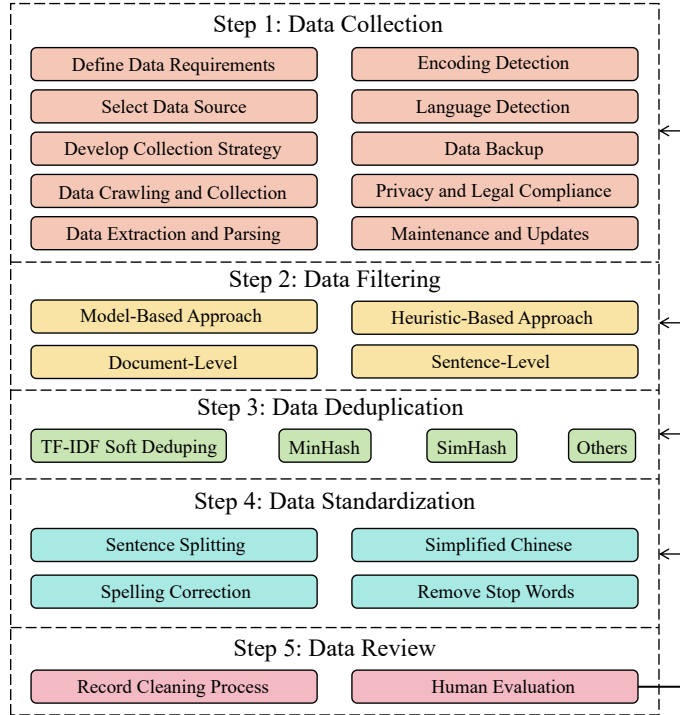 Step 1: Data Collection
Define Data Requirements
Encoding Detection
Select Data Source
Language Detection
Develop Collection Strategy
Data Backup
Data Crawling and Collection
Privacy and Legal Compliance
Data Extraction and Parsing
Maintenance and Updates
Step 2: Data Filtering
Model-Based Approach
Heuristic-Based Approach
Document-Level
Sentence-Level
Step 3: Data Deduplication
TF-IDF Soft Deduping
MinHash
SimHash
Others
Step 4: Data Standardization
Sentence Splitting
Simplified Chinese
Spelling Correction
Remove Stop Words
Step 5: Data Review
Record Cleaning Process
Human Evaluation